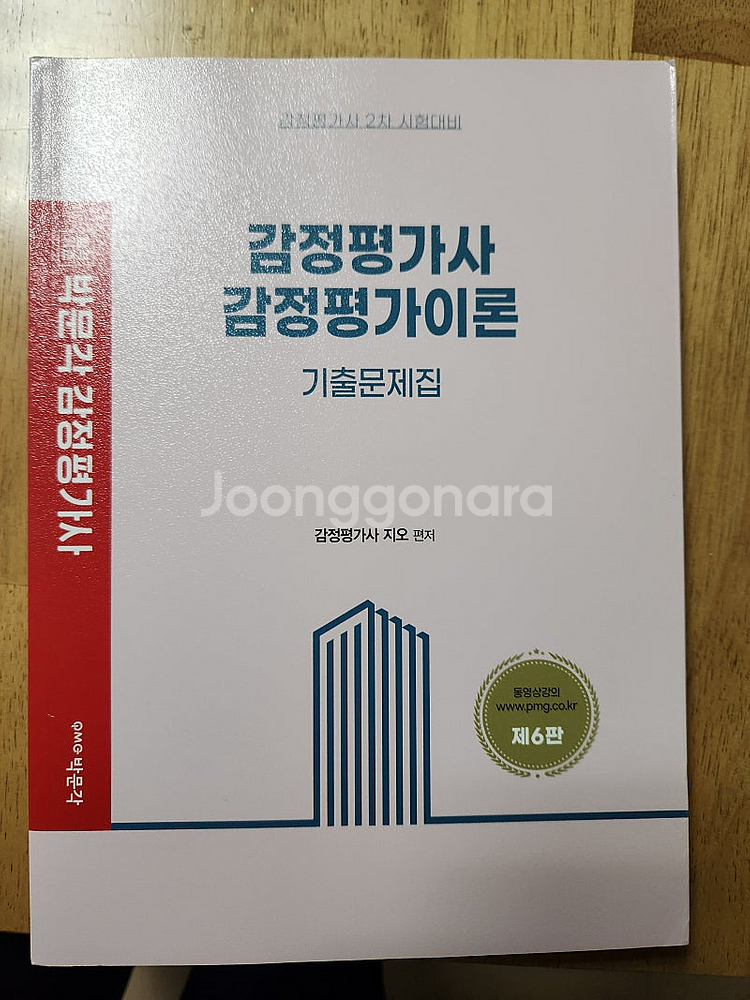 감정평가사 2차 시험대비
감정평가사
감정평가이론
기출문제집
Joonggonara
감정평가사 지오 편저
동영상강의
www.pmg.co.kr
제6판
박문각 감정평가사
PMG 박문각